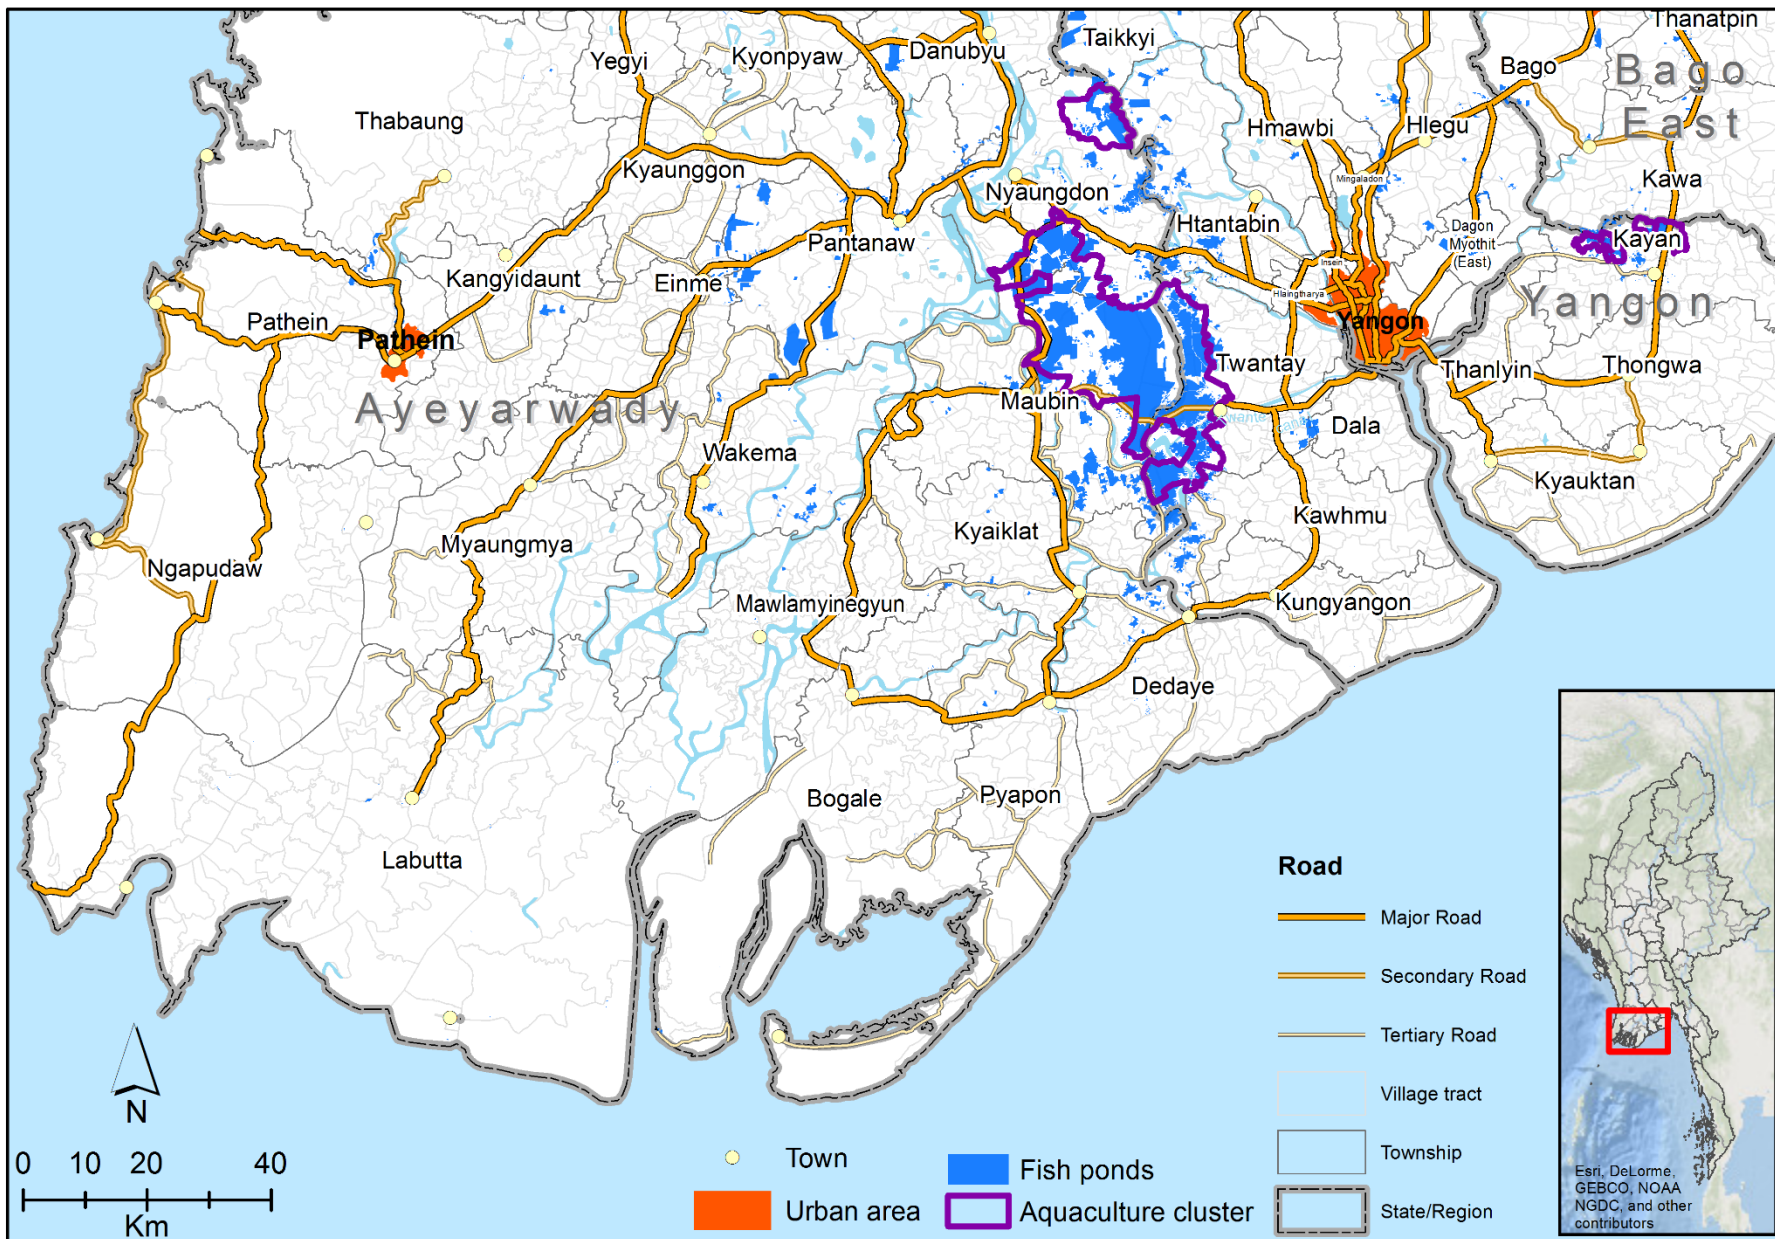 Thanatpin
Taikkyi
Yegyi
Kyonpyaw
Danubyu
Bago
Bago
East
Thabaung
Hmawbi
Hlegu
Kyaunggon
Mingaladon
Kawa
Nyaungdon
Pantanaw
Htantabin
Dagon
Myothit
(East)
Kayan
Kangyidaunt
Einme
Insein
Hlaingtharya
Yangon
Pathein
Pathein
Yangon
Twantay
Thanlyin
Thongwa
Ayeyarwady
Maubin
Dala
Wakema
Kyauktan
Kyaiklat
Kawhmu
Myaungmya
Ngapudaw
Mawlamyinegyun
Kungyangon
Dedaye
Bogale
Pyapon
Labutta
Road
Major Road
Secondary Road
Tertiary Road
Village tract
Township
State/Region
N
0 10 20 40
Km
Town
Urban area
Fish ponds
Aquaculture cluster
Esri, DeLorme,
GEBCO, NOAA
NGDC, and other
contributors